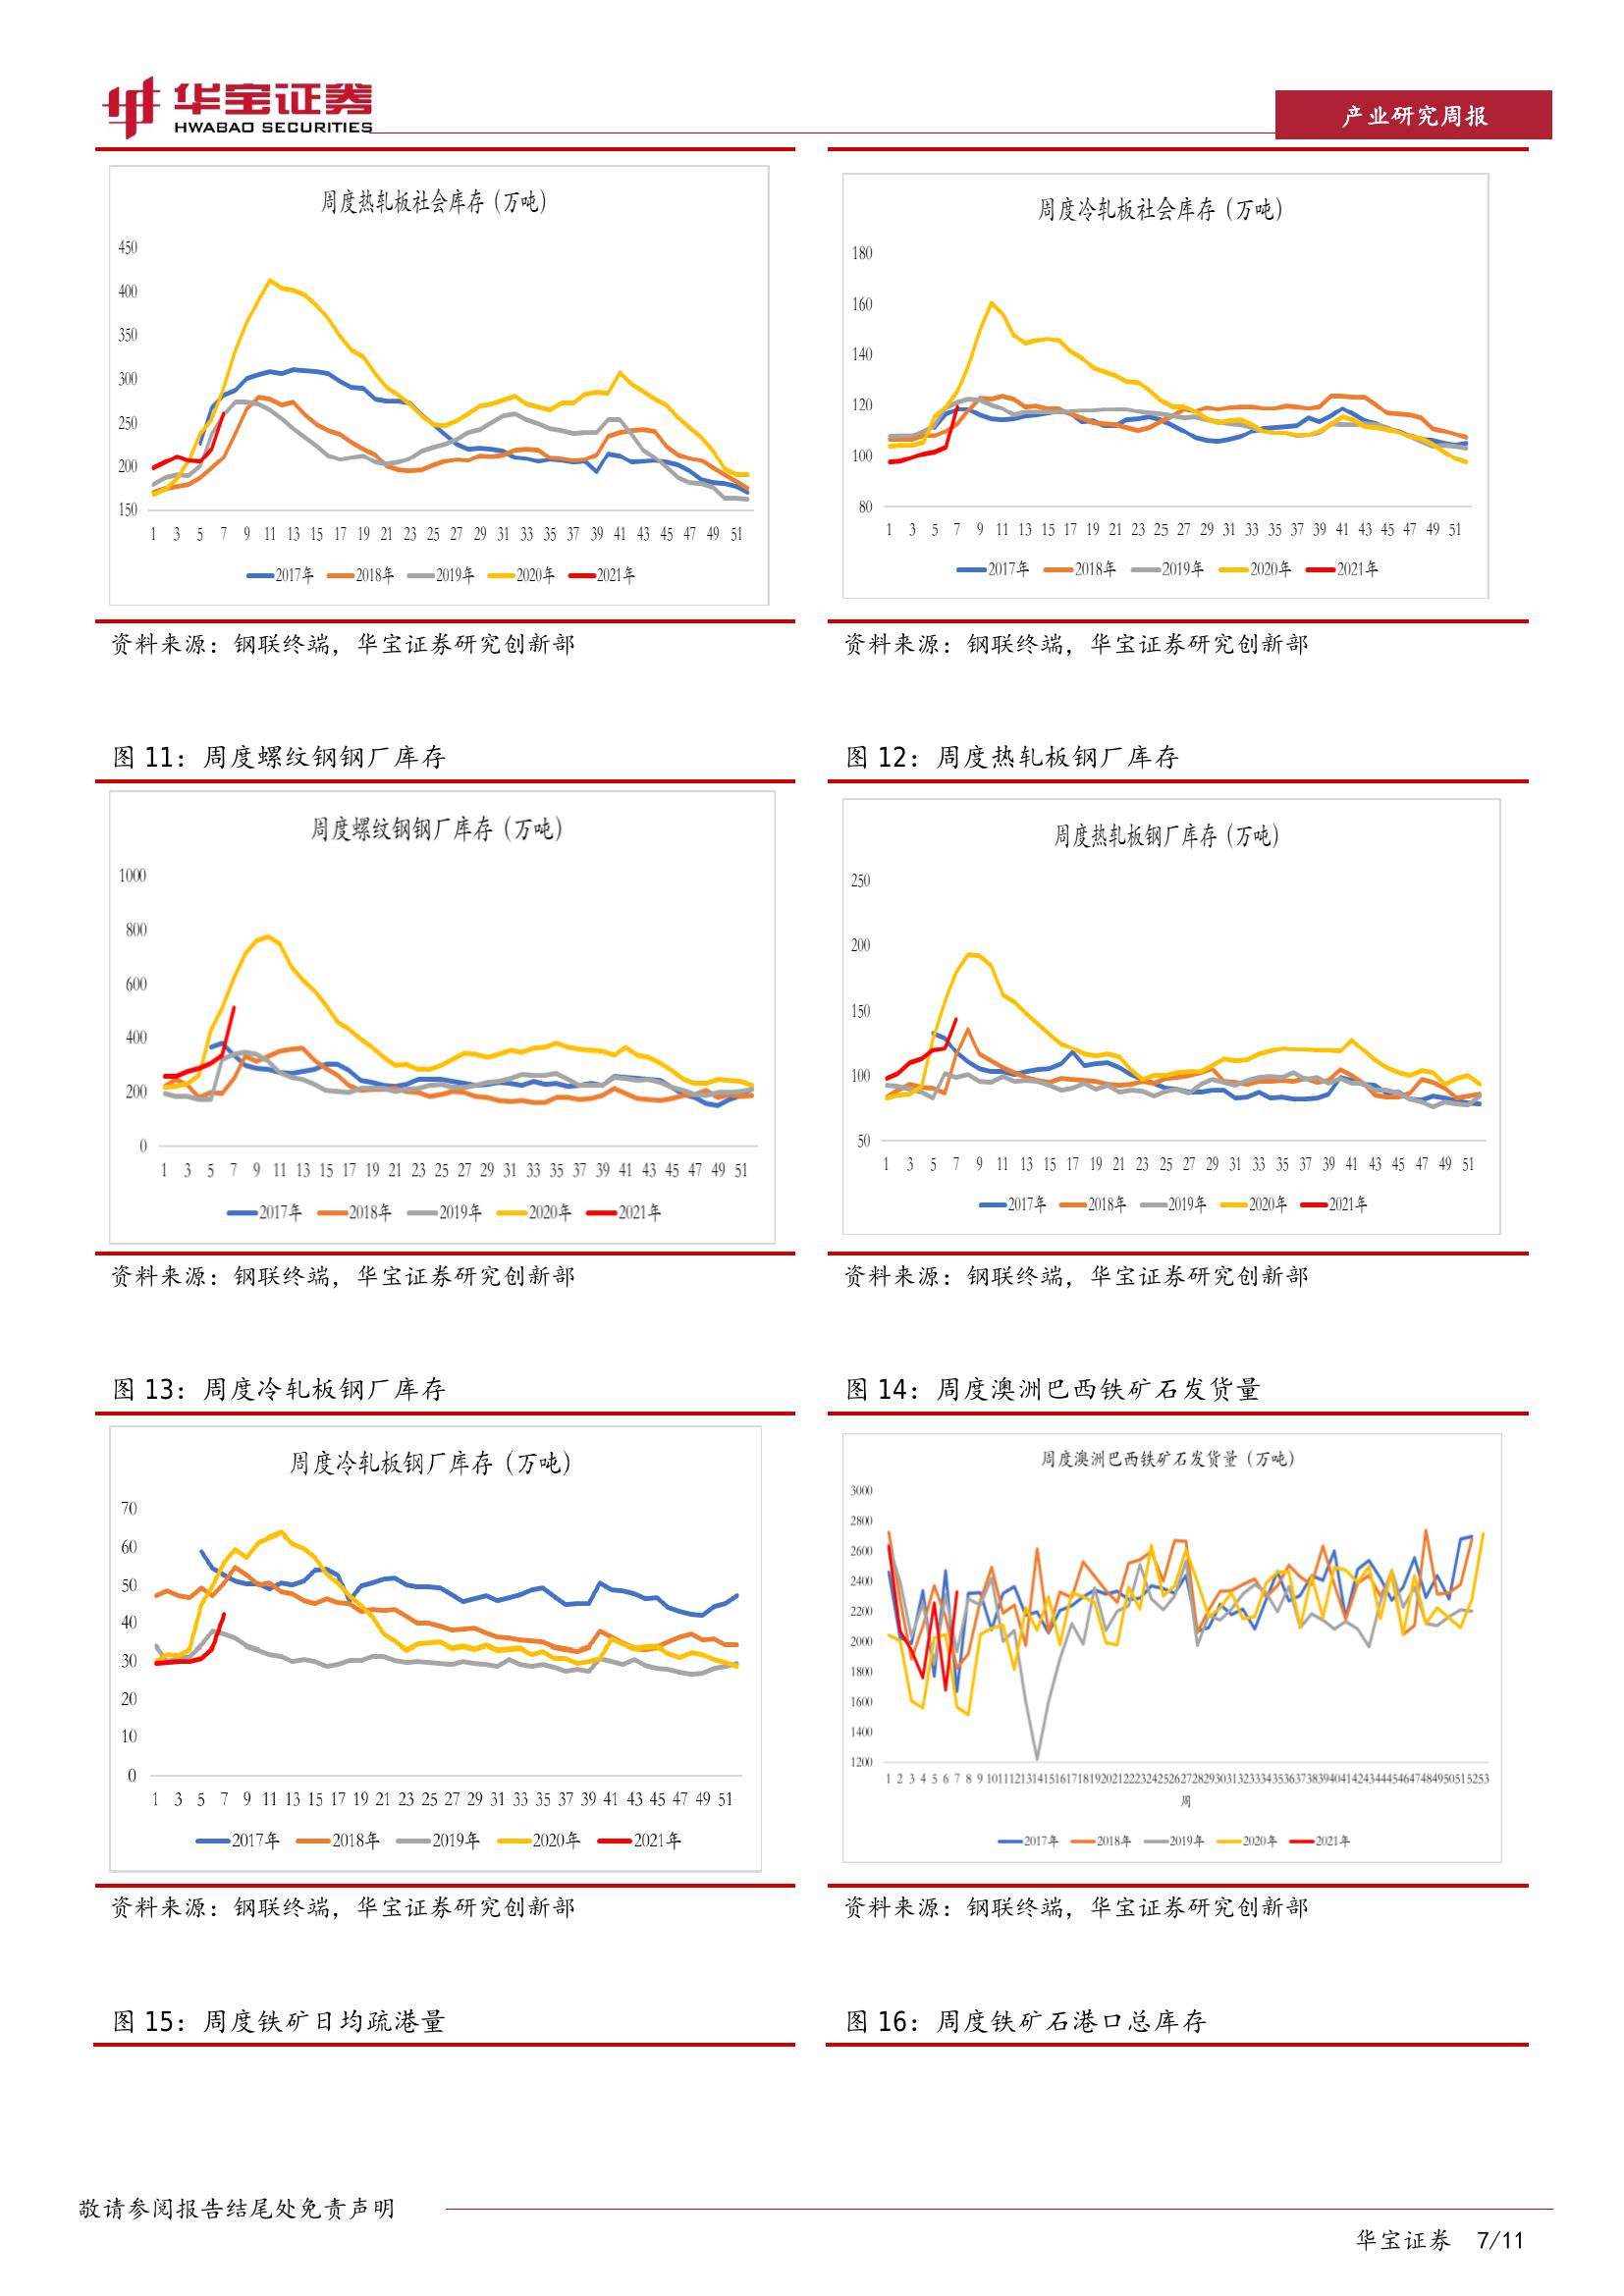 华宝证券
HWABAO SECURITIES
产业研究周报
周度热轧板社会库存（万吨）
450
400
350
300
250
200
150
1 3 5 7 9 11 13 15 17 19 21 23 25 27 29 31 33 35 37 39 41 43 45 47 49 51
2017年 2018年 2019年 2020年 2021年
周度冷轧板社会库存（万吨）
180
160
140
120
100
80
1 3 5 7 9 11 13 15 17 19 21 23 25 27 29 31 33 35 37 39 41 43 45 47 49 51
2017年 2018年 2019年 2020年 2021年
资料来源：钢联终端，华宝证券研究创新部
资料来源：钢联终端，华宝证券研究创新部
图 11：周度螺纹钢钢厂库存
图 12：周度热轧板钢厂库存
周度螺纹钢钢厂库存（万吨）
1000
800
600
400
200
0
1 3 5 7 9 11 13 15 17 19 21 23 25 27 29 31 33 35 37 39 41 43 45 47 49 51
2017年 2018年 2019年 2020年 2021年
周度热轧板钢厂库存（万吨）
250
200
150
100
50
1 3 5 7 9 11 13 15 17 19 21 23 25 27 29 31 33 35 37 39 41 43 45 47 49 51
2017年 2018年 2019年 2020年 2021年
资料来源：钢联终端，华宝证券研究创新部
资料来源：钢联终端，华宝证券研究创新部
图 13：周度冷轧板钢厂库存
图 14：周度澳洲巴西铁矿石发货量
周度冷轧板钢厂库存（万吨）
70
60
50
40
30
20
10
0
1 3 5 7 9 11 13 15 17 19 21 23 25 27 29 31 33 35 37 39 41 43 45 47 49 51
2017年 2018年 2019年 2020年 2021年
周度澳洲巴西铁矿石发货量（万吨）
3000
2800
2600
2400
2200
2000
1800
1600
1400
1200
1 2 3 4 5 6 7 8 9 1011121314151617181920212223242526272829303132333435363738394041424344454647484950515253
周
2017年 2018年 2019年 2020年 2021年
资料来源：钢联终端，华宝证券研究创新部
资料来源：钢联终端，华宝证券研究创新部
图 15：周度铁矿日均疏港量
图 16：周度铁矿石港口总库存
敬请参阅报告结尾处免责声明
华宝证券 7/11